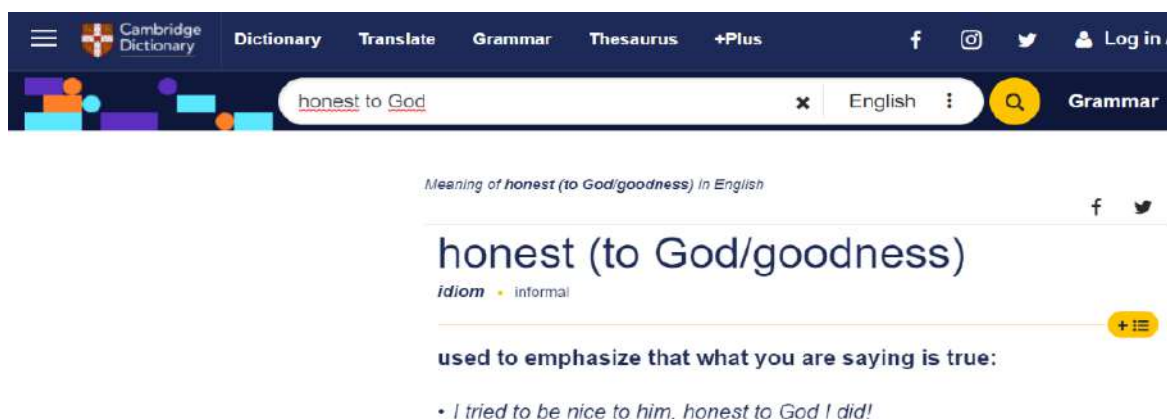 Cambridge Dictionary Dictionary Translate Grammar Thesaurus +Plus Log in
honest to God English Grammar
Meaning of honest (to God/goodness) in English
honest (to God/goodness)
idiom • informal
used to emphasize that what you are saying is true:
• I tried to be nice to him, honest to God I did!